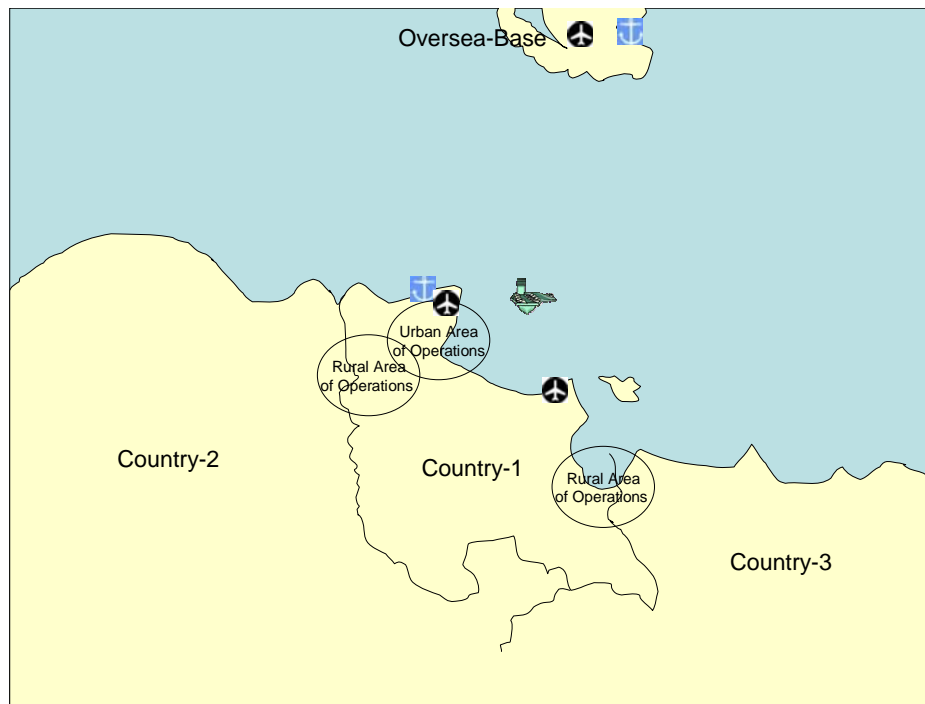 Oversea-Base
Urban Area
of Operations
Rural Area
of Operations
Country-2
Country-1
Rural Area
of Operations
Country-3